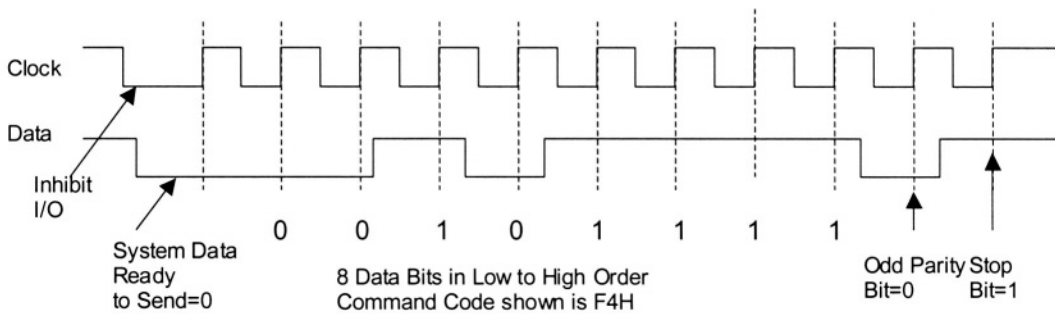 Clock
Data
Inhibit
I/O
0 0 1 0 1 1 1 1
System Data
Ready
to Send=0
8 Data Bits in Low to High Order
Command Code shown is F4H
Odd Parity
Bit=0
Stop
Bit=1